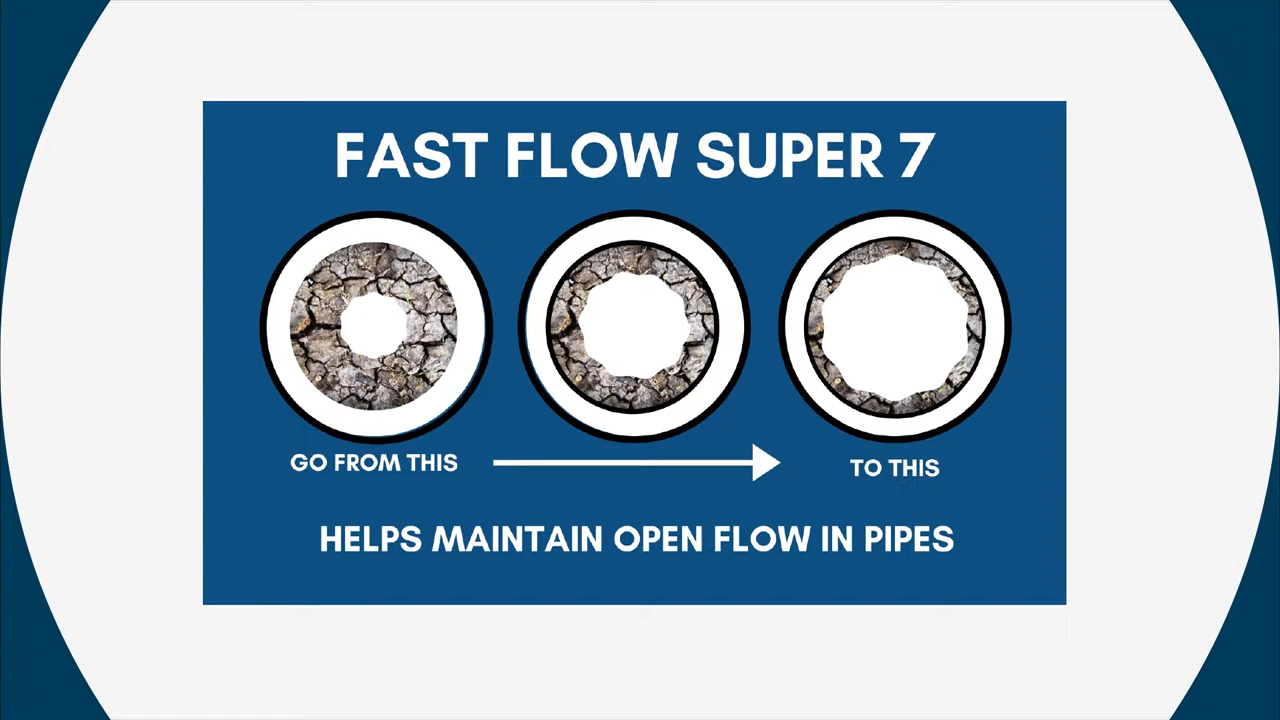 FAST FLOW SUPER 7
GO FROM THIS
TO THIS
HELPS MAINTAIN OPEN FLOW IN PIPES